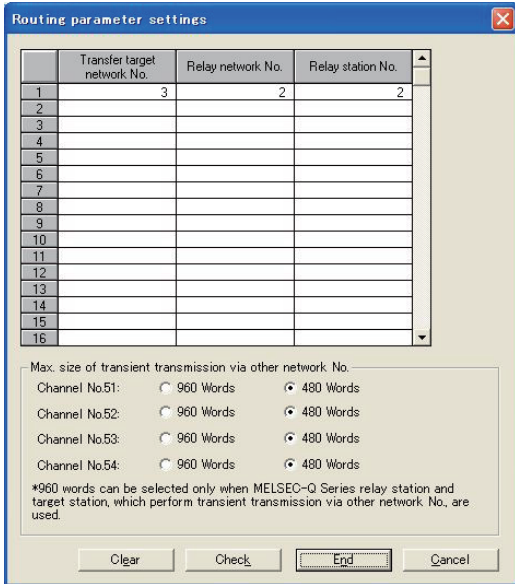 Routing parameter settings
Transfer target network No. Relay network No. Relay station No.
1 3 2 2
2
3
4
5
6
7
8
9
10
11
12
13
14
15
16
Max. size of transient transmission via other network No.
Channel No.51: 960 Words 480 Words
Channel No.52: 960 Words 480 Words
Channel No.53: 960 Words 480 Words
Channel No.54: 960 Words 480 Words
*960 words can be selected only when MELSEC-Q Series relay station and
target station, which perform transient transmission via other network No., are
used.
Clear Check End Cancel